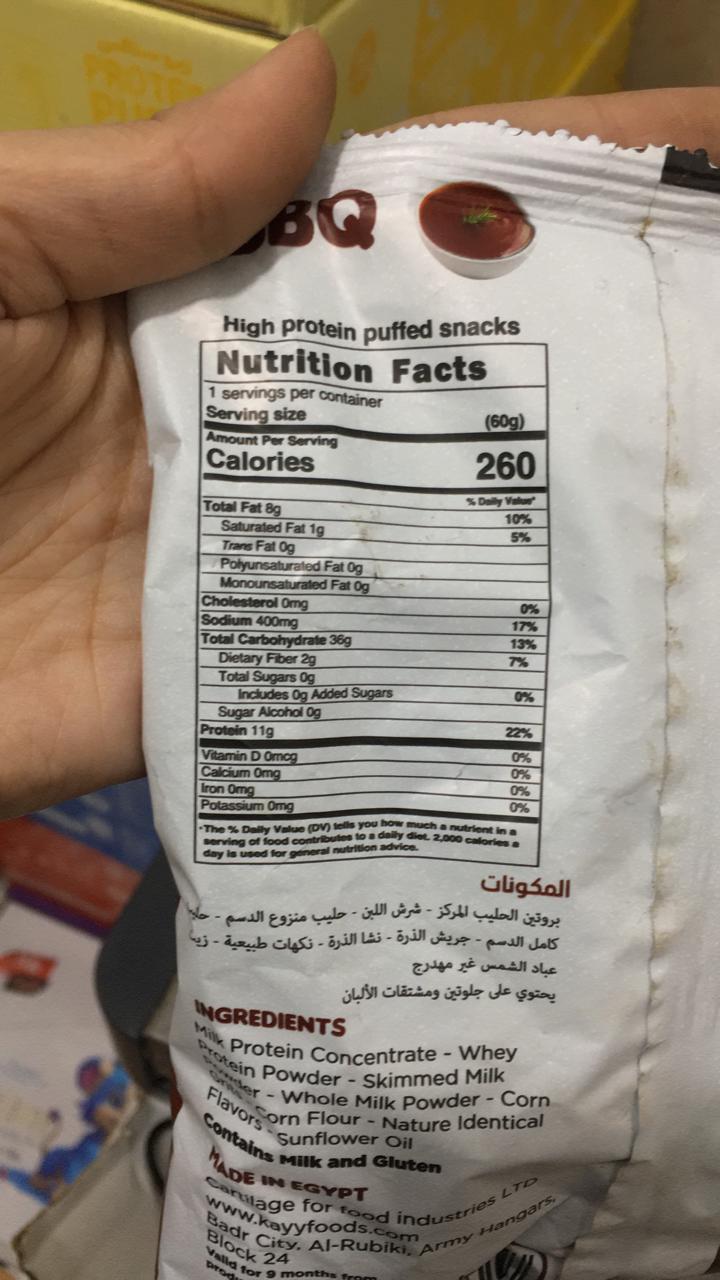 PROTE
BQ
High protein puffed snacks
Nutrition Facts
1 servings per container
Serving size (60g)
Amount Per Serving
Calories 260
% Daily Value*
Total Fat 8g 10%
Saturated Fat 1g 5%
Trans Fat 0g
Polyunsaturated Fat 0g
Monounsaturated Fat 0g
Cholesterol 0mg 0%
Sodium 400mg 17%
Total Carbohydrate 36g 13%
Dietary Fiber 2g 7%
Total Sugars 0g
Includes 0g Added Sugars 0%
Sugar Alcohol 0g
Protein 11g 22%
Vitamin D 0mcg 0%
Calcium 0mg 0%
Iron 0mg 0%
Potassium 0mg 0%
*The % Daily Value (DV) tells you how much a nutrient in a
serving of food contributes to a daily diet. 2,000 calories a
day is used for general nutrition advice.
المكونات
بروتين الحليب المركز - شرش اللبن - حليب منزوع الدسم -
كامل الدسم - جريش الذرة - نشا الذرة - نكهات طبيعية -
عباد الشمس غير مهدرج
يحتوي على جلوتين ومشتقات الألبان
INGREDIENTS
Milk Protein Concentrate - Whey
Protein Powder - Skimmed Milk
Powder - Whole Milk Powder - Corn
Corn Flour - Nature Identical
Flavors - Sunflower Oil
Contains Milk and Gluten
MADE IN EGYPT
Cartilage for food industries LTD
www.kayyfoods.com
Badr City, Al-Rubiki, Army Hangars,
Block 24
Valid for 9 months from